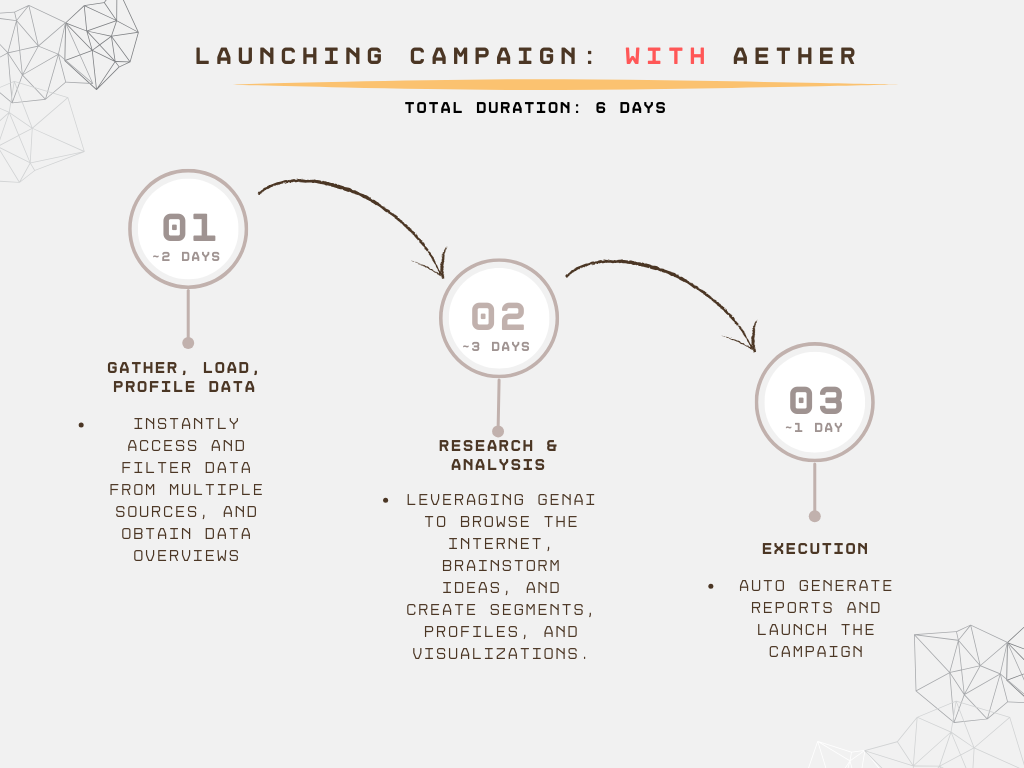 LAUNCHING CAMPAIGN: WITH AETHER
TOTAL DURATION: 6 DAYS
01
~2 DAYS
GATHER, LOAD,
PROFILE DATA
• INSTANTLY
ACCESS AND
FILTER DATA
FROM MULTIPLE
SOURCES, AND
OBTAIN DATA
OVERVIEWS
02
~3 DAYS
RESEARCH &
ANALYSIS
• LEVERAGING GENAI
TO BROWSE THE
INTERNET,
BRAINSTORM
IDEAS, AND
CREATE SEGMENTS,
PROFILES, AND
VISUALIZATIONS.
03
~1 DAY
EXECUTION
• AUTO GENERATE
REPORTS AND
LAUNCH THE
CAMPAIGN